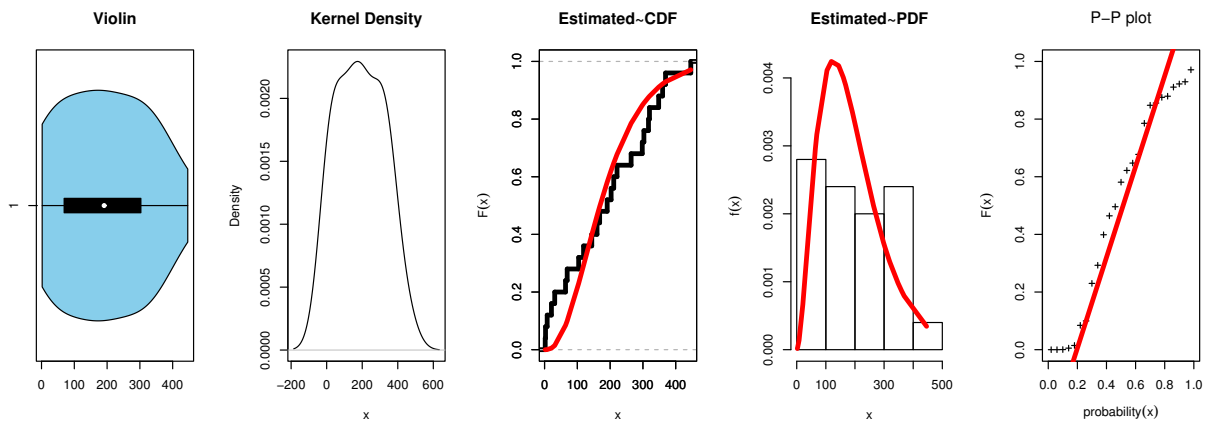 Violin
1
0 100 200 300 400
Kernel Density
Density
0.0000 0.0005 0.0010 0.0015 0.0020
−200 0 200 400 600
x
Estimated~CDF
F(x)
0.0 0.2 0.4 0.6 0.8 1.0
0 100 200 300 400
x
Estimated~PDF
f(x)
0.000 0.001 0.002 0.003 0.004
0 100 300 500
x
P−P plot
F(x)
0.0 0.2 0.4 0.6 0.8 1.0
0.0 0.2 0.4 0.6 0.8 1.0
probability(x)